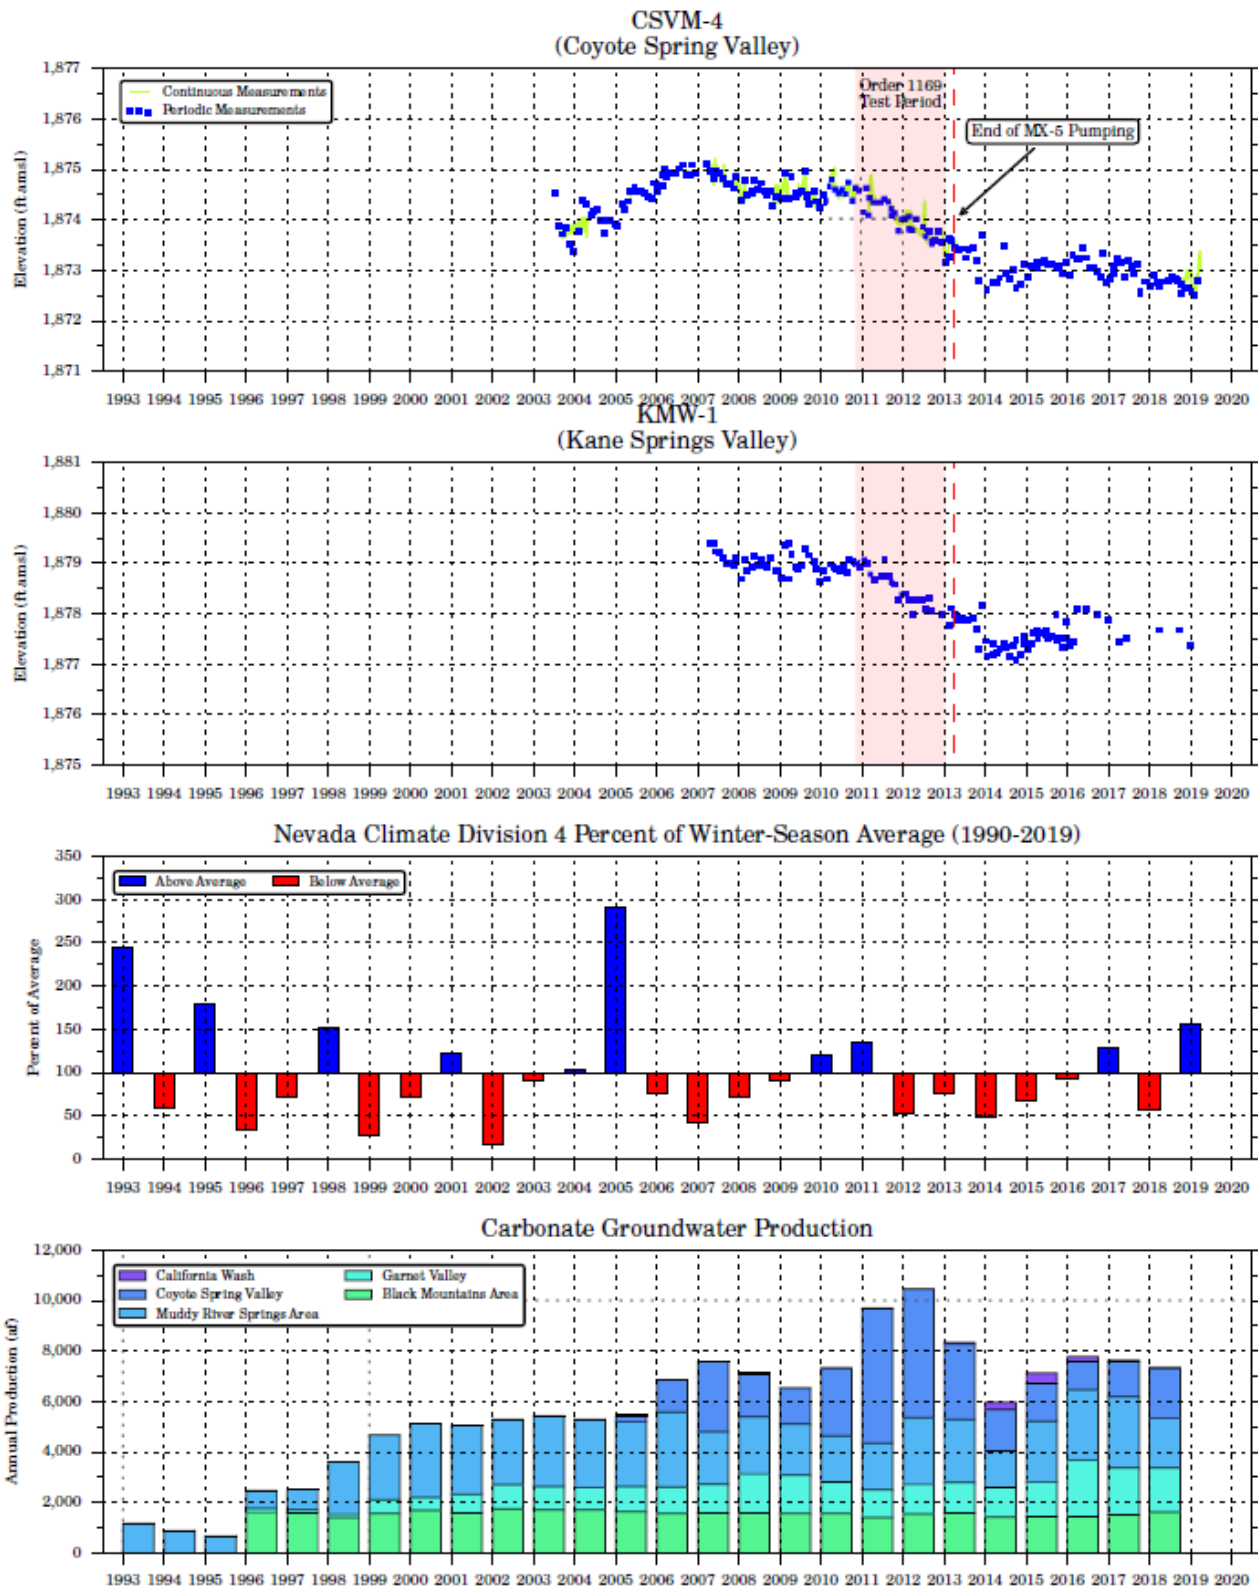 CSVM-4
(Coyote Spring Valley)
1,877
1,876
1,875
1,874
1,873
1,872
1,871
Elevation (ft amsl)
Continuous Measurements
Periodic Measurements
Order 1169
Test Period
End of MX-5 Pumping
1993 1994 1995 1996 1997 1998 1999 2000 2001 2002 2003 2004 2005 2006 2007 2008 2009 2010 2011 2012 2013 2014 2015 2016 2017 2018 2019 2020
KMW-1
(Kane Springs Valley)
1,881
1,880
1,879
1,878
1,877
1,876
1,875
Elevation (ft amsl)
1993 1994 1995 1996 1997 1998 1999 2000 2001 2002 2003 2004 2005 2006 2007 2008 2009 2010 2011 2012 2013 2014 2015 2016 2017 2018 2019 2020
Nevada Climate Division 4 Percent of Winter-Season Average (1990-2019)
350
300
250
200
150
100
50
0
Percent of Average
Above Average Below Average
1993 1994 1995 1996 1997 1998 1999 2000 2001 2002 2003 2004 2005 2006 2007 2008 2009 2010 2011 2012 2013 2014 2015 2016 2017 2018 2019 2020
Carbonate Groundwater Production
12,000
10,000
8,000
6,000
4,000
2,000
0
Annual Production (af)
California Wash Garnet Valley
Coyote Spring Valley Black Mountains Area
Muddy River Springs Area
1993 1994 1995 1996 1997 1998 1999 2000 2001 2002 2003 2004 2005 2006 2007 2008 2009 2010 2011 2012 2013 2014 2015 2016 2017 2018 2019 2020